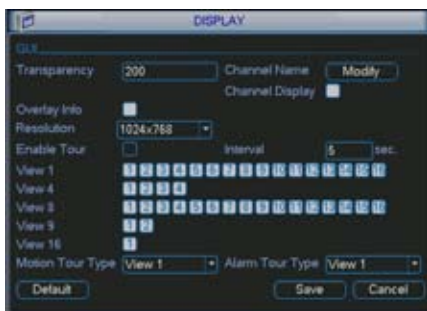 DISPLAY
GUI
Transparency 200 Channel Name Modify
Channel Display
Overlay Info
Resolution 1024x768
Enable Tour Interval 5 sec.
View 1 1 2 3 4 5 6 7 8 9 10 11 12 13 14 15 16
View 4 1 2 3 4
View 8 1 2 3 4 5 6 7 8 9 10 11 12 13 14 15 16
View 9 1 2
View 16 1
Motion Tour Type View 1 Alarm Tour Type View 1
Default Save Cancel